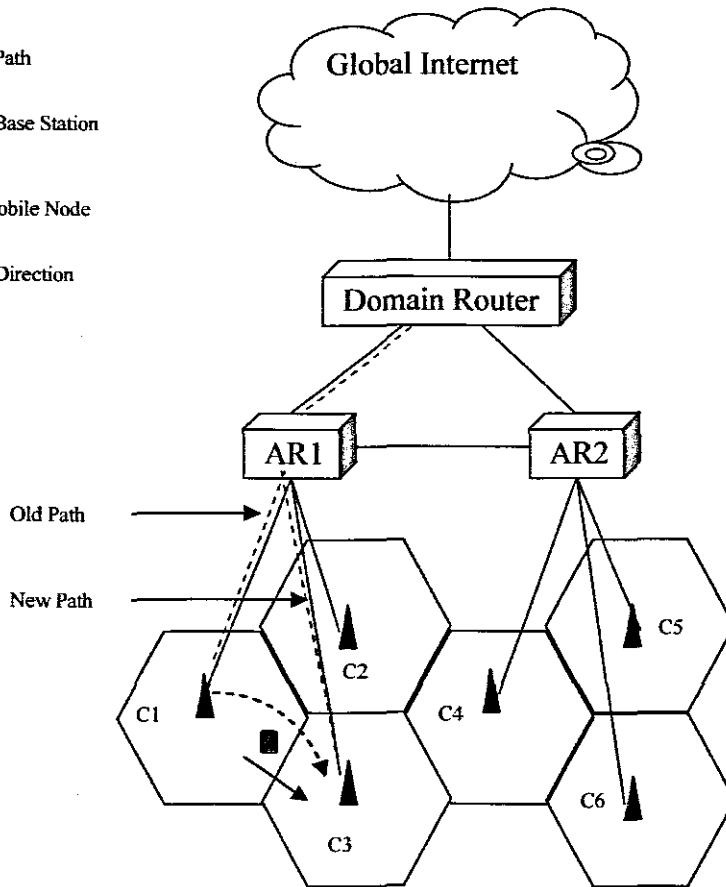 Path
Global Internet
Base Station
obile Node
Direction
Domain Router
AR1
AR2
Old Path
New Path
C2
C5
C1
C4
C3
C6